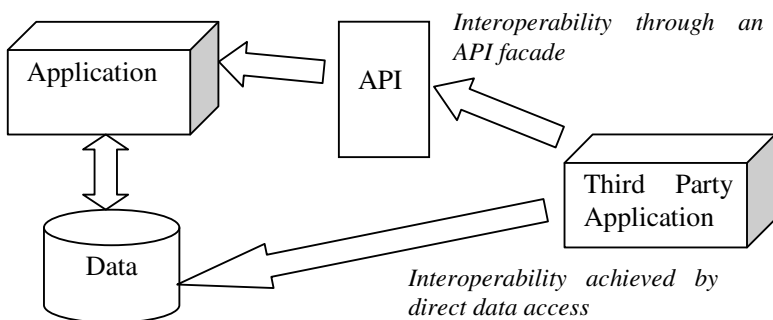 Interoperability through an
API facade
Application
API
Third Party
Application
Data
Interoperability achieved by
direct data access